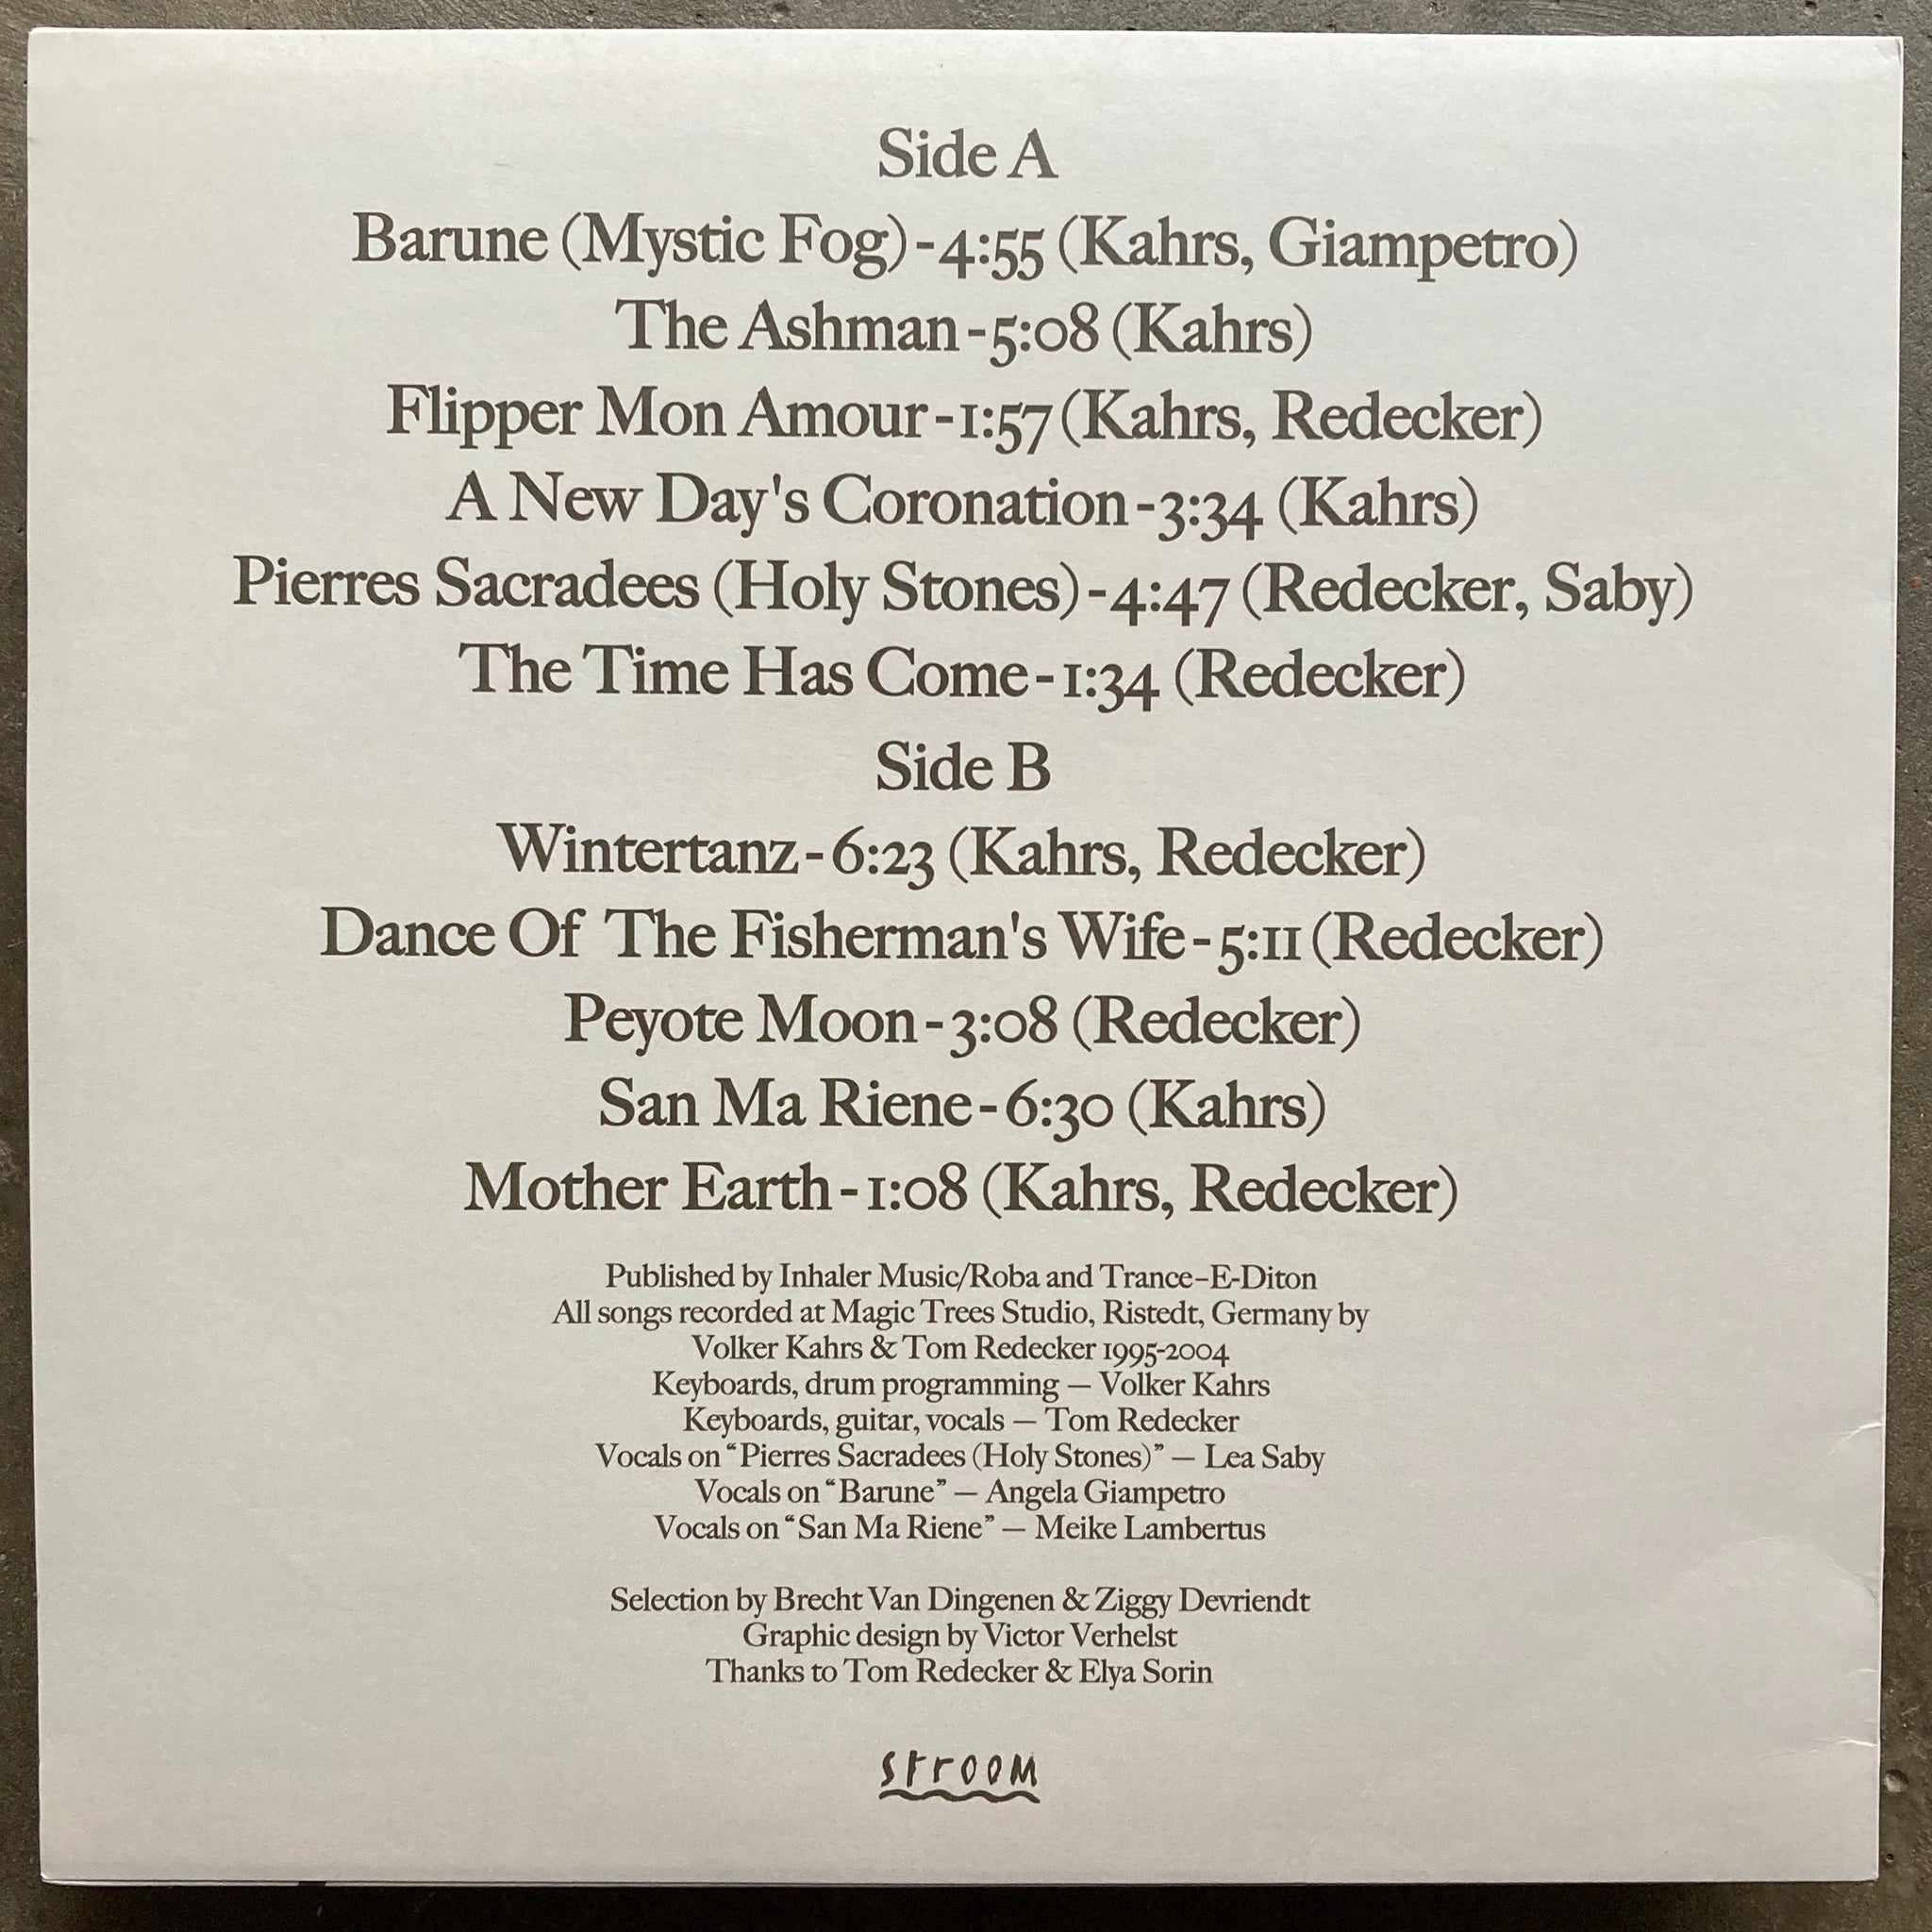 Side A
Barune (Mystic Fog) - 4:55 (Kahrs, Giampetro)
The Ashman - 5:08 (Kahrs)
Flipper Mon Amour - 1:57 (Kahrs, Redecker)
A New Day's Coronation - 3:34 (Kahrs)
Pierres Sacradees (Holy Stones) - 4:47 (Redecker, Saby)
The Time Has Come - 1:34 (Redecker)
Side B
Wintertanz - 6:23 (Kahrs, Redecker)
Dance Of The Fisherman's Wife - 5:11 (Redecker)
Peyote Moon - 3:08 (Redecker)
San Ma Riene - 6:30 (Kahrs)
Mother Earth - 1:08 (Kahrs, Redecker)
Published by Inhaler Music/Roba and Trance-E-Diton
All songs recorded at Magic Trees Studio, Ristedt, Germany by
Volker Kahrs & Tom Redecker 1995-2004
Keyboards, drum programming — Volker Kahrs
Keyboards, guitar, vocals — Tom Redecker
Vocals on “Pierres Sacradees (Holy Stones)” — Lea Saby
Vocals on “Barune” — Angela Giampetro
Vocals on “San Ma Riene” — Meike Lambertus
Selection by Brecht Van Dingenen & Ziggy Devriendt
Graphic design by Victor Verhelst
Thanks to Tom Redecker & Elya Sorin
STROOM